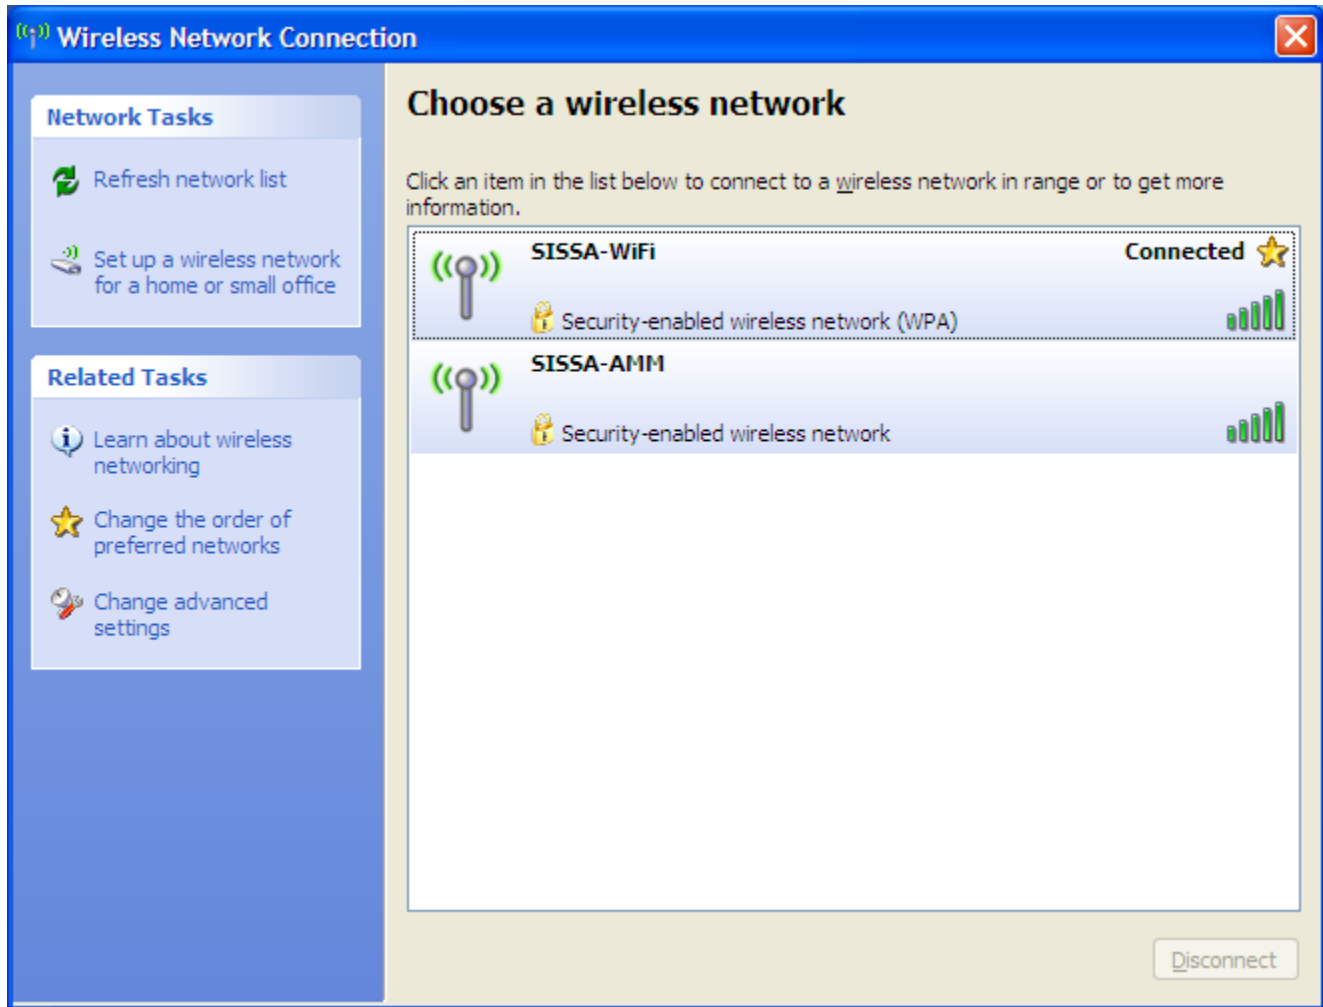 Wireless Network Connection
Network Tasks
Refresh network list
Set up a wireless network
for a home or small office
Related Tasks
Learn about wireless
networking
Change the order of
preferred networks
Change advanced
settings
Choose a wireless network
Click an item in the list below to connect to a wireless network in range or to get more
information.
SISSA-WiFi Connected
Security-enabled wireless network (WPA)
SISSA-AMM
Security-enabled wireless network
Disconnect